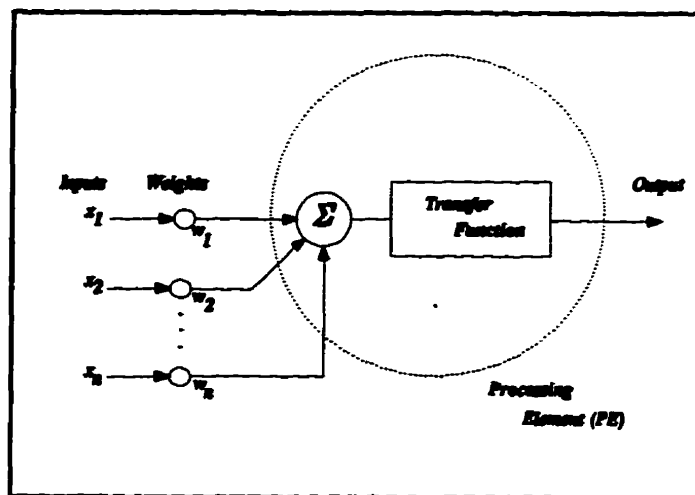 Inputs Weights Output
x1 w1 Σ Transfer
Function
x2 w2
xn wn
Processing
Element (PE)